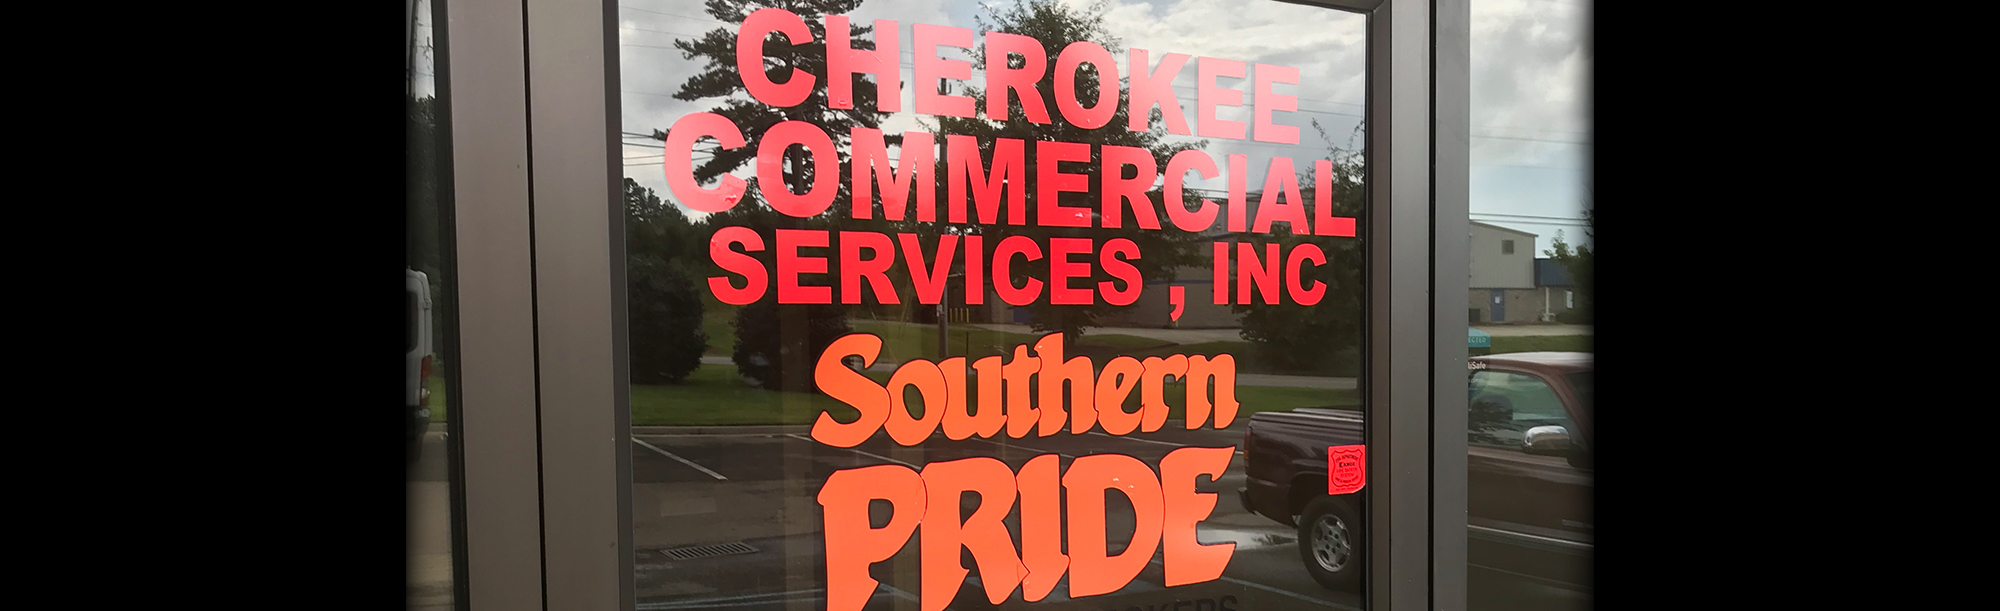 CHEROKEE
COMMERCIAL
SERVICES , INC
Southern
PRIDE